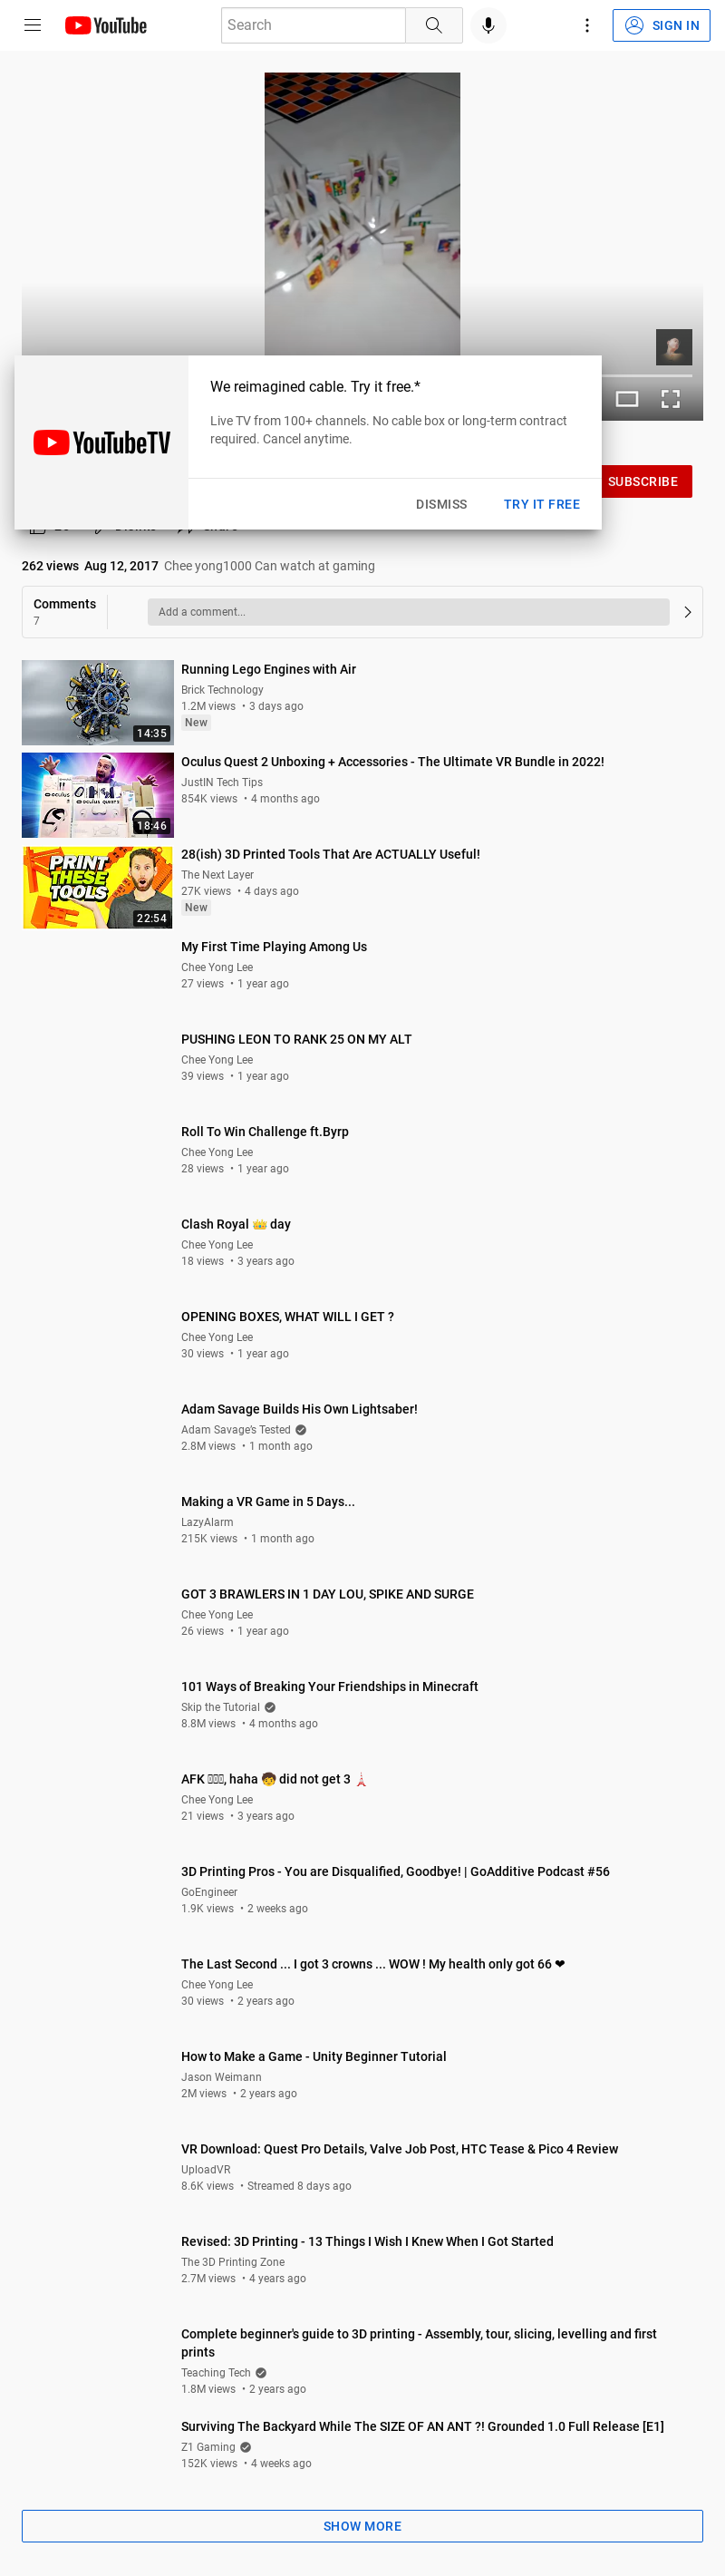 YouTube
Search
SIGN IN
We reimagined cable. Try it free.*
Live TV from 100+ channels. No cable box or long-term contract
required. Cancel anytime.
YouTubeTV
DISMISS
TRY IT FREE
SUBSCRIBE
262 views Aug 12, 2017 Chee yong1000 Can watch at gaming
Comments
7
Add a comment...
Running Lego Engines with Air
Brick Technology
1.2M views • 3 days ago
New
14:35
Oculus Quest 2 Unboxing + Accessories - The Ultimate VR Bundle in 2022!
JustIN Tech Tips
854K views • 4 months ago
18:46
28(ish) 3D Printed Tools That Are ACTUALLY Useful!
The Next Layer
27K views • 4 days ago
New
PRINT
THESE
TOOLS
22:54
My First Time Playing Among Us
Chee Yong Lee
27 views • 1 year ago
PUSHING LEON TO RANK 25 ON MY ALT
Chee Yong Lee
39 views • 1 year ago
Roll To Win Challenge ft.Byrp
Chee Yong Lee
28 views • 1 year ago
Clash Royal 👑 day
Chee Yong Lee
18 views • 3 years ago
OPENING BOXES, WHAT WILL I GET ?
Chee Yong Lee
30 views • 1 year ago
Adam Savage Builds His Own Lightsaber!
Adam Savage's Tested
2.8M views • 1 month ago
Making a VR Game in 5 Days...
LazyAlarm
215K views • 1 month ago
GOT 3 BRAWLERS IN 1 DAY LOU, SPIKE AND SURGE
Chee Yong Lee
26 views • 1 year ago
101 Ways of Breaking Your Friendships in Minecraft
Skip the Tutorial
8.8M views • 4 months ago
AFK , haha 🧒 did not get 3 🗼
Chee Yong Lee
21 views • 3 years ago
3D Printing Pros - You are Disqualified, Goodbye! | GoAdditive Podcast #56
GoEngineer
1.9K views • 2 weeks ago
The Last Second ... I got 3 crowns ... WOW ! My health only got 66 ❤
Chee Yong Lee
30 views • 2 years ago
How to Make a Game - Unity Beginner Tutorial
Jason Weimann
2M views • 2 years ago
VR Download: Quest Pro Details, Valve Job Post, HTC Tease & Pico 4 Review
UploadVR
8.6K views • Streamed 8 days ago
Revised: 3D Printing - 13 Things I Wish I Knew When I Got Started
The 3D Printing Zone
2.7M views • 4 years ago
Complete beginner's guide to 3D printing - Assembly, tour, slicing, levelling and first
prints
Teaching Tech
1.8M views • 2 years ago
Surviving The Backyard While The SIZE OF AN ANT ?! Grounded 1.0 Full Release [E1]
Z1 Gaming
152K views • 4 weeks ago
SHOW MORE